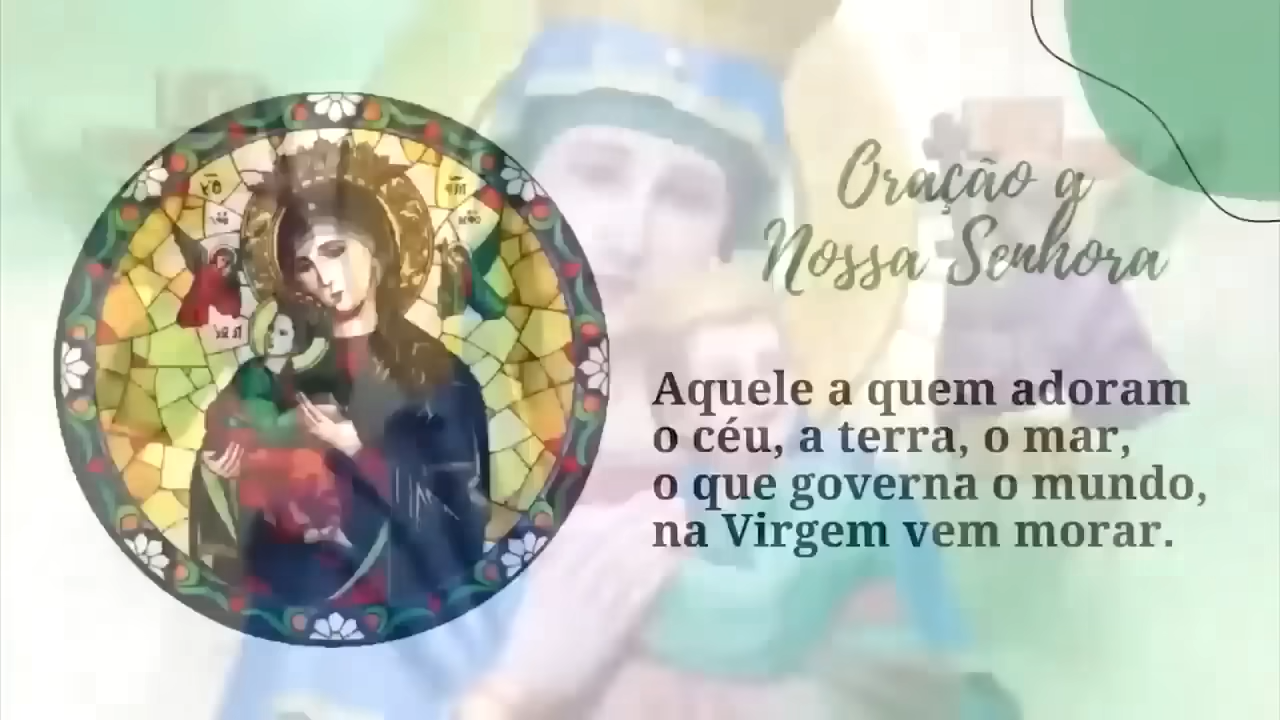 Oração a
Nossa Senhora
Aquele a quem adoram
o céu, a terra, o mar,
o que governa o mundo,
na Virgem vem morar.